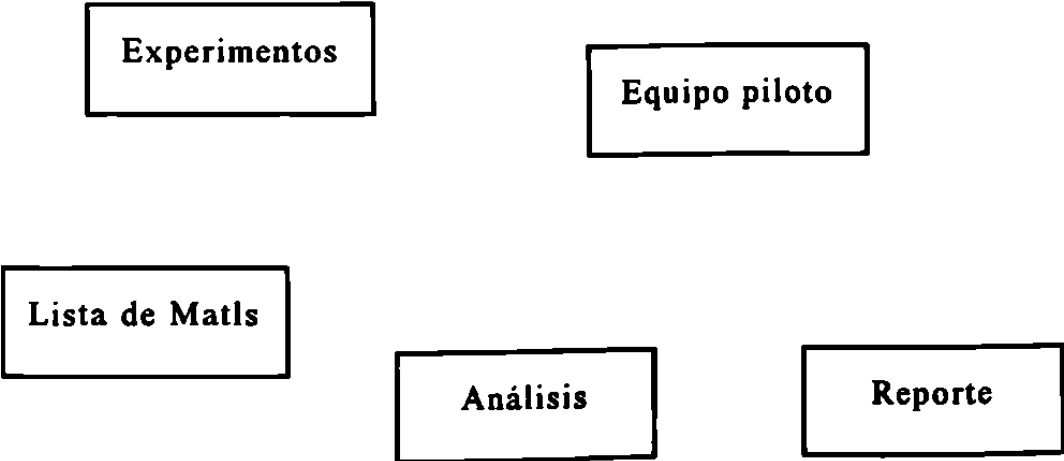 Experimentos
Equipo piloto
Lista de Matls
Análisis
Reporte